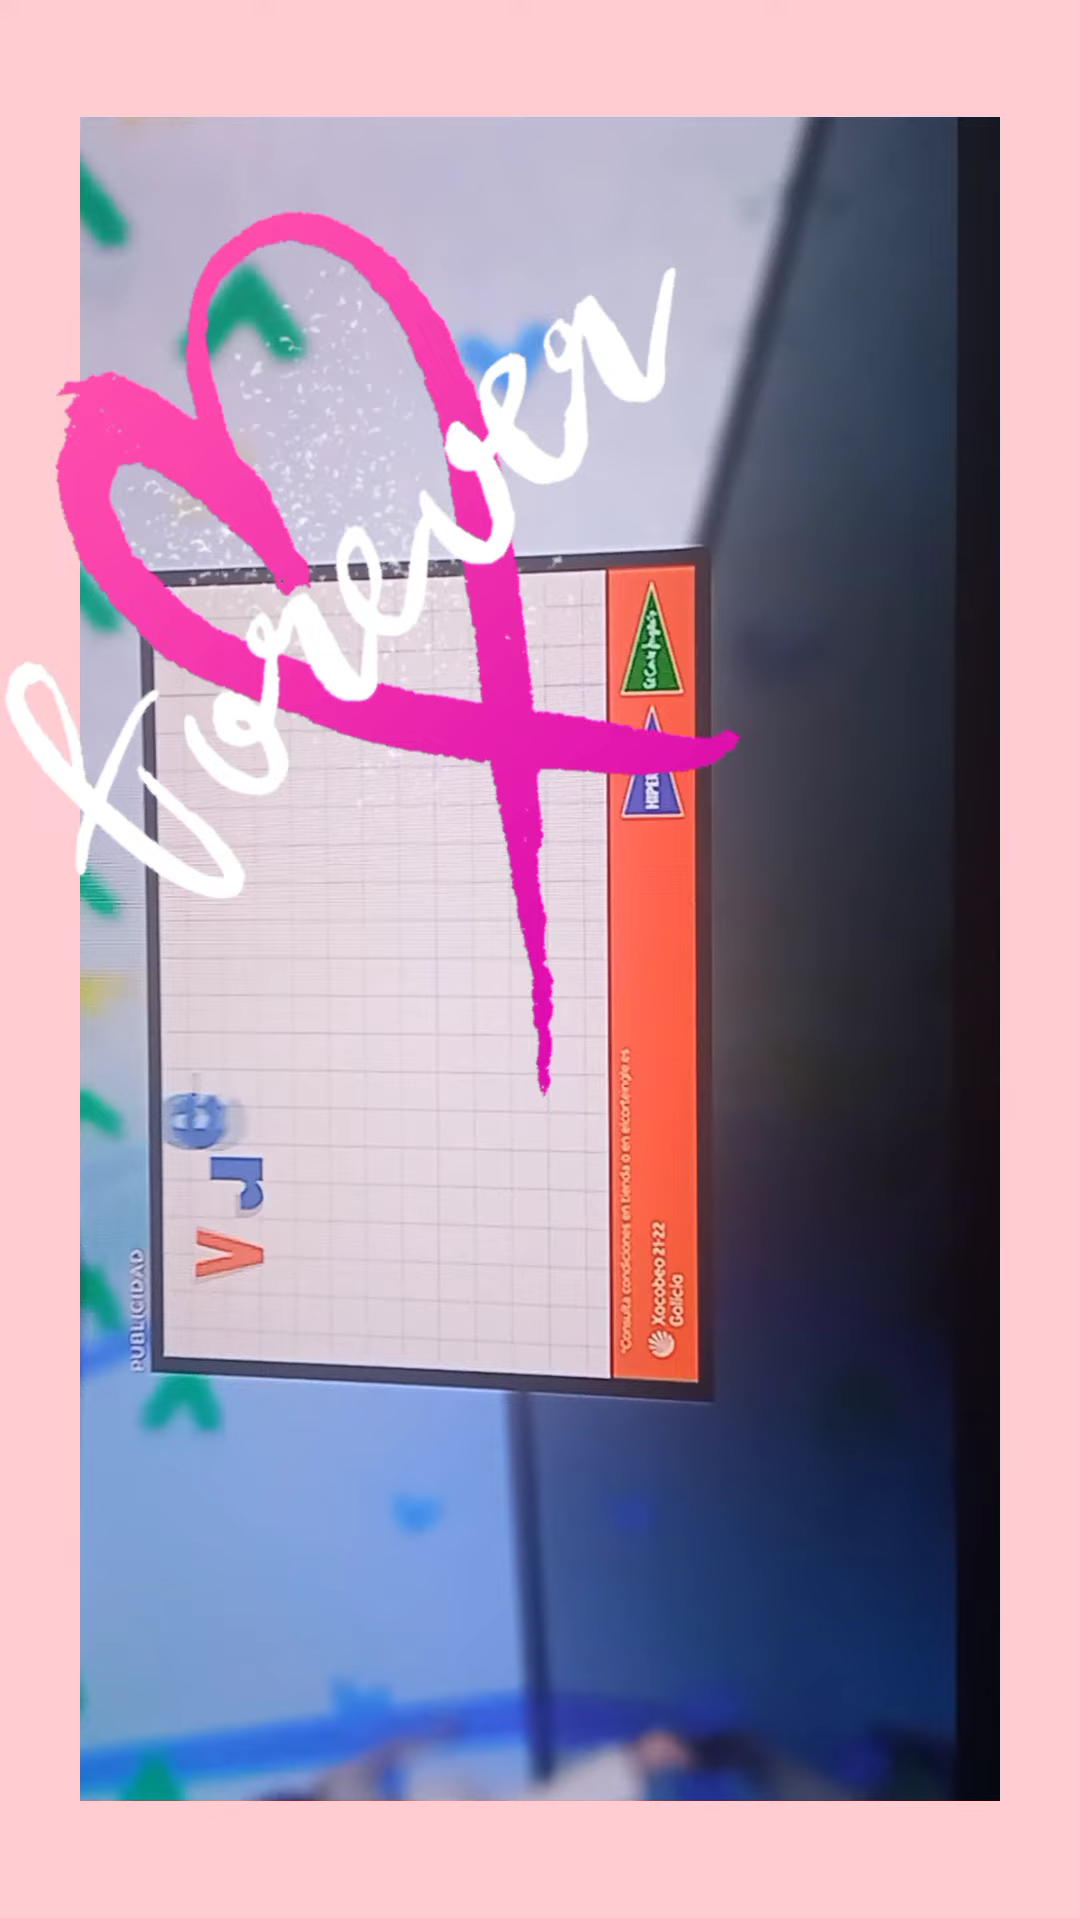 forever
PUBLICIDAD
V u e
*Consulta condiciones en tienda o en elcorteingles.es
Xacobeo 21·22
Galicia
HIPER
El Corte Inglés